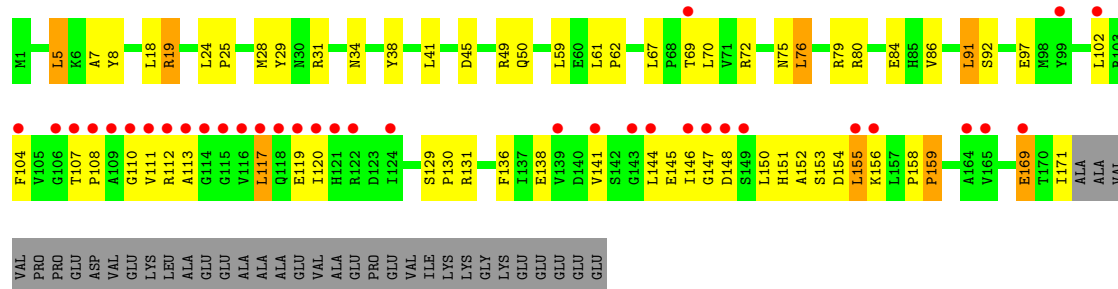 M1 L5 K6 A7 Y8 L18 R19 L24 P25 M28 Y29 N30 R31 N34 Y38 L41 D45 R49 Q50 L59 E60 L61 P62 L67 P68 T69 L70 V71 R72 N75 L76 R79 R80 E84 H85 V86 L91 S92 E97 M98 Y99 L102
F104 V105 G106 T107 P108 A109 G110 V111 R112 A113 G114 G115 V116 L117 Q118 E119 I120 H121 R122 D123 I124 S129 P130 R131 F136 I137 E138 V139 D140 V141 S142 G143 L144 E145 I146 G147 D148 S149 L150 H151 A152 S153 D154 L155 K156 L157 P158 P159 A164 V165 E169 T170 I171 ALA ALA VAL
VAL PRO PRO GLU ASP VAL GLU LYS LEU ALA GLU GLU ALA ALA ALA GLU VAL ALA GLU PRO GLU VAL ILE LYS LYS GLY LYS GLU GLU GLU GLU GLU